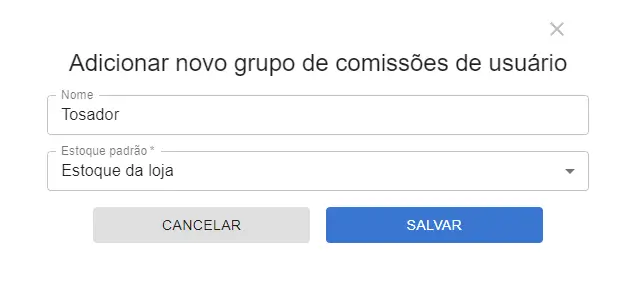 Adicionar novo grupo de comissões de usuário
Nome
Tosador
Estoque padrão *
Estoque da loja
CANCELAR
SALVAR